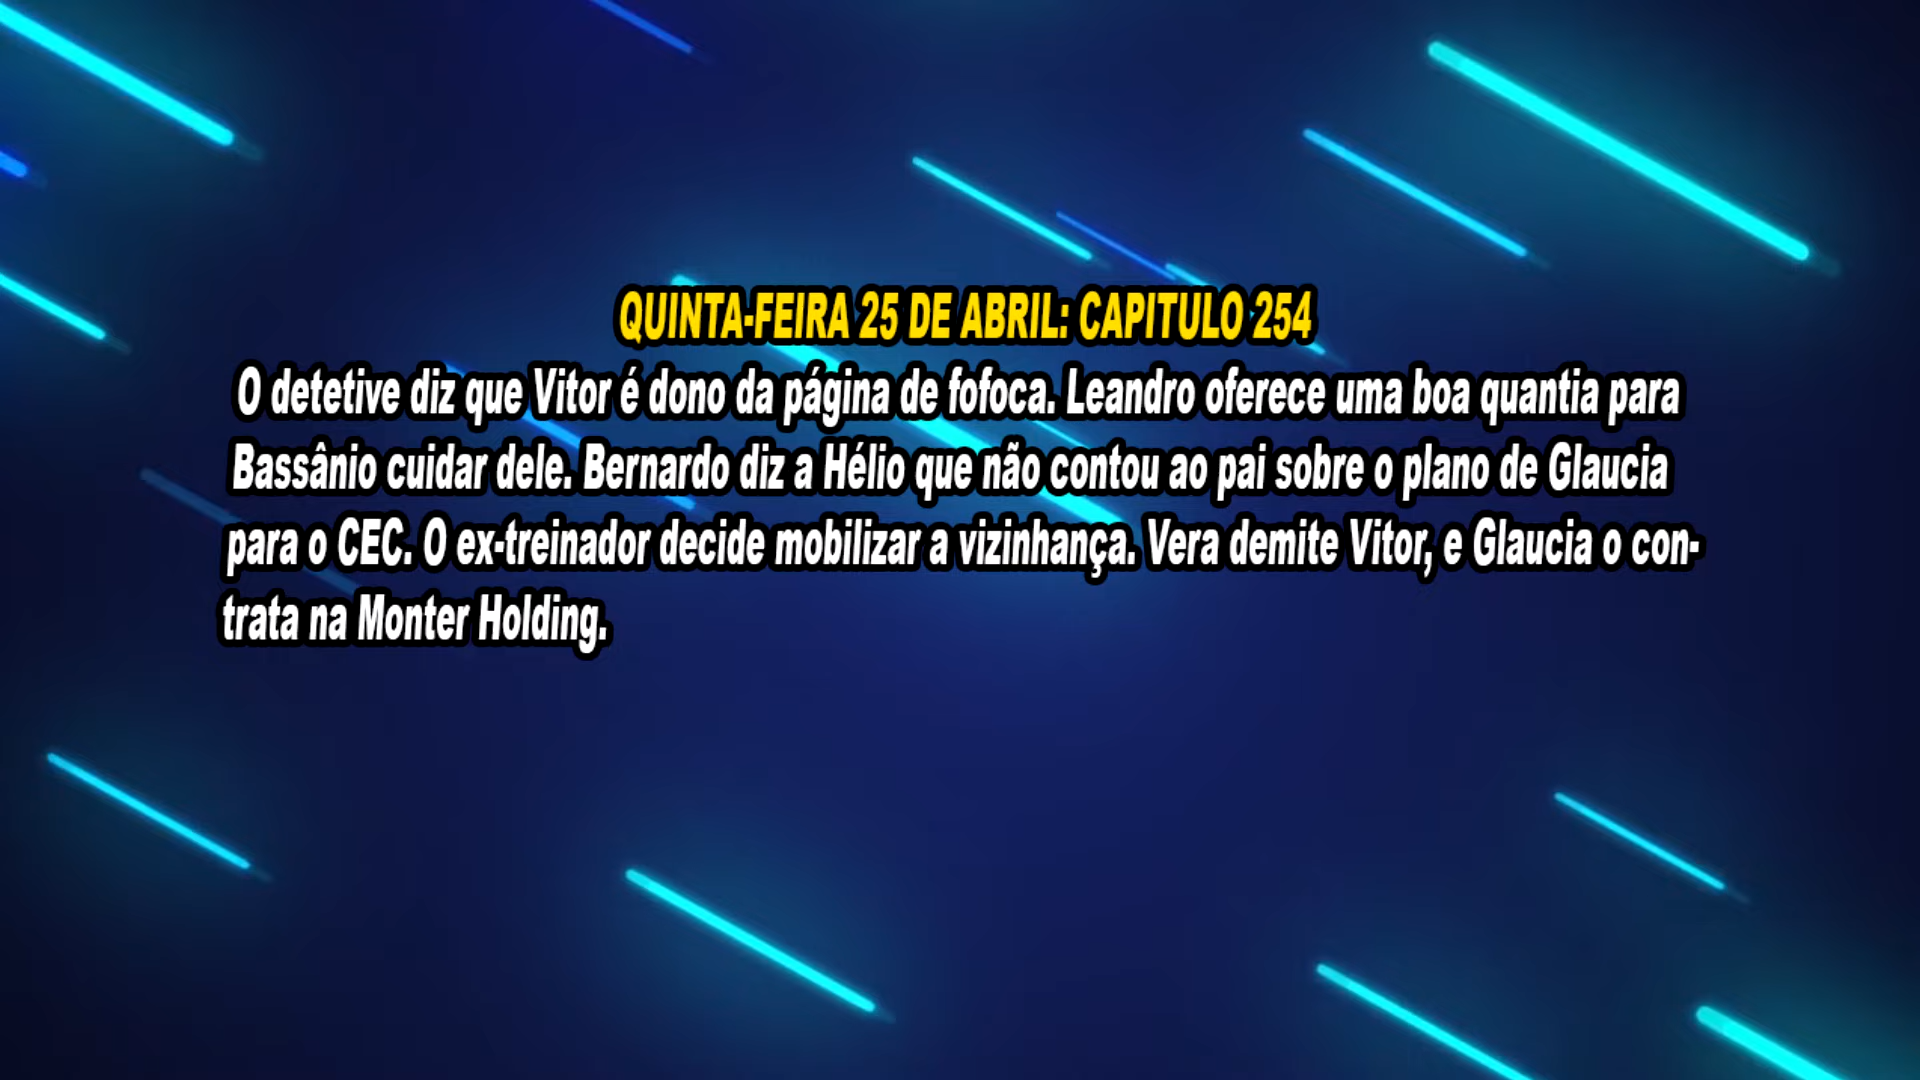 QUINTA-FEIRA 25 DE ABRIL: CAPITULO 254
O detetive diz que Vitor é dono da página de fofoca. Leandro oferece uma boa quantia para
Bassânio cuidar dele. Bernardo diz a Hélio que não contou ao pai sobre o plano de Glaucia
para o CEC. O ex-treinador decide mobilizar a vizinhança. Vera demite Vitor, e Glaucia o con-
trata na Monter Holding.